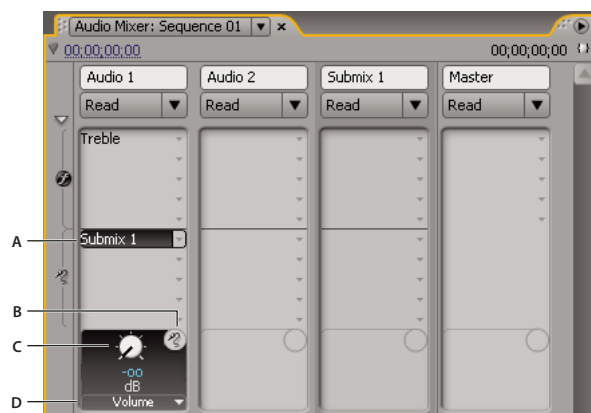 Audio Mixer: Sequence 01
00;00;00;00 00;00;00;00
Audio 1 Audio 2 Submix 1 Master
Read Read Read Read
Treble
A Submix 1
B
C
-oo
dB
D Volume